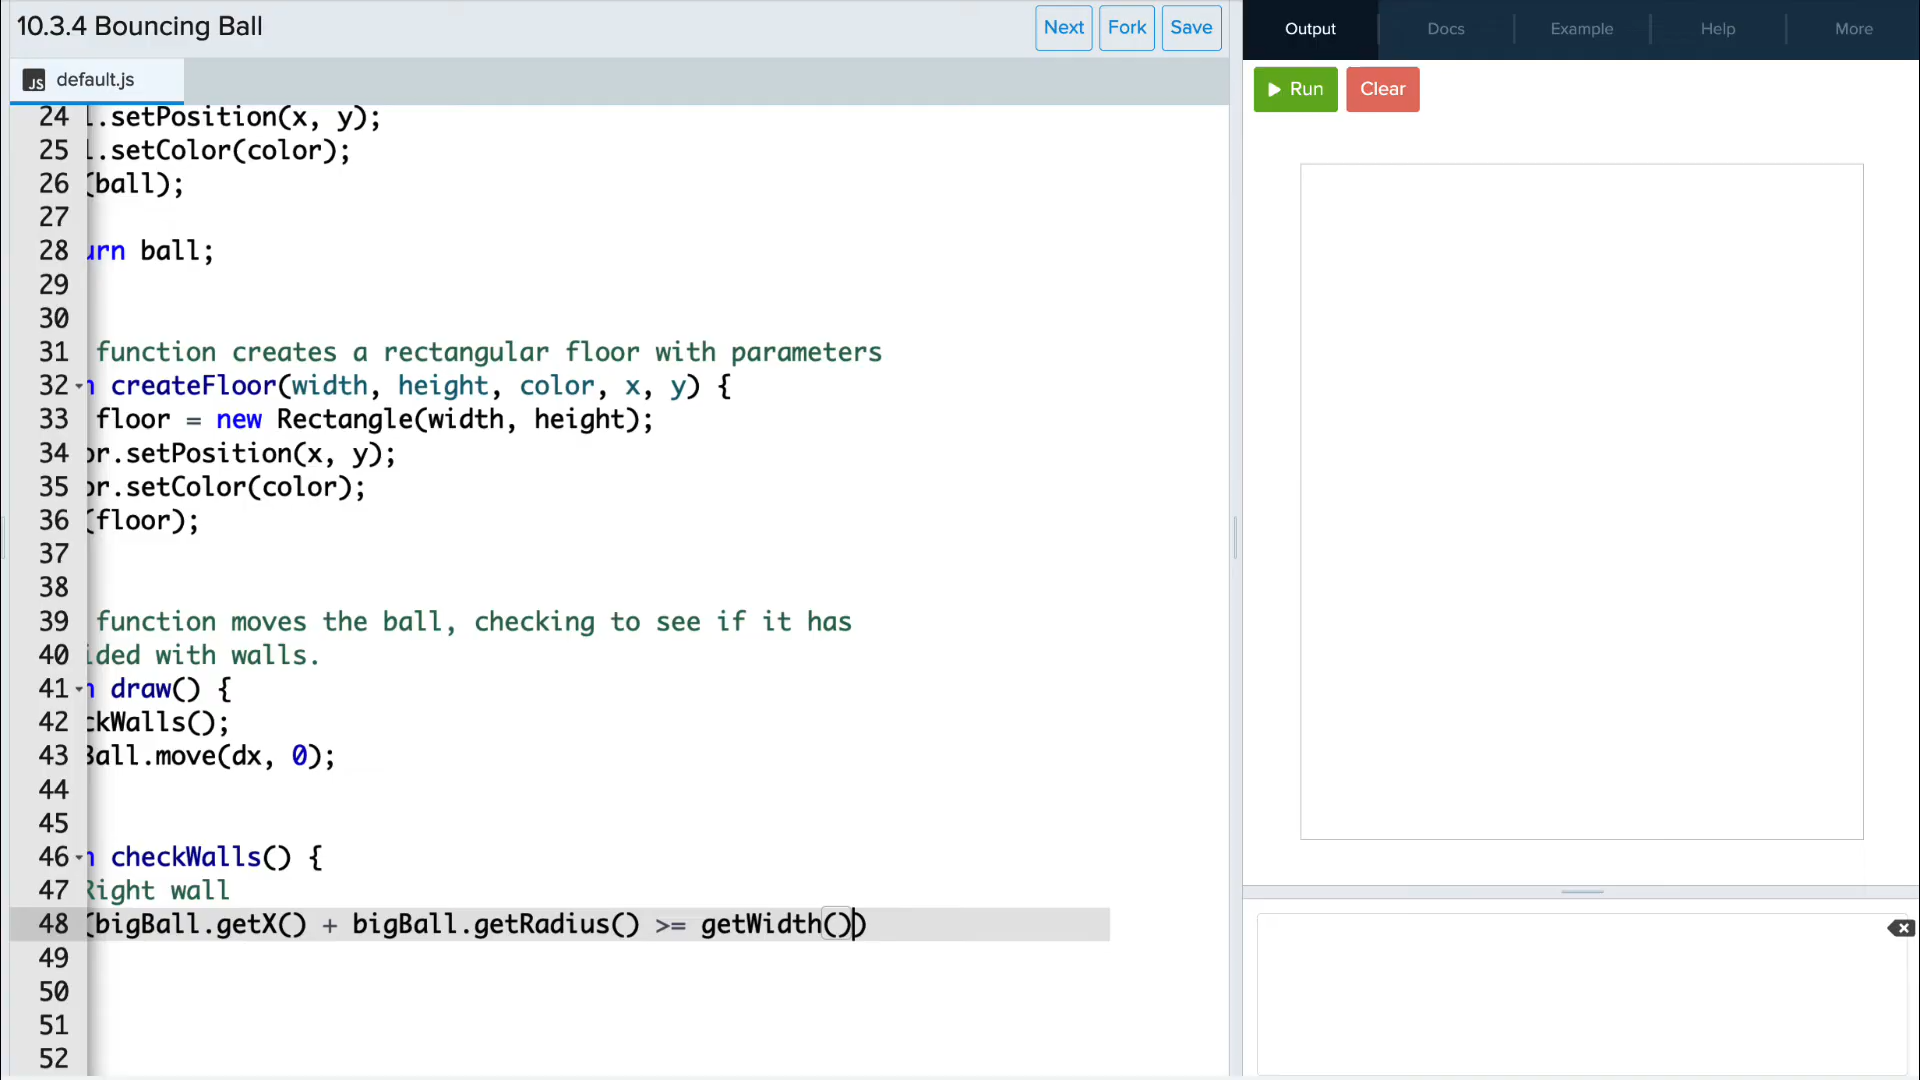 10.3.4 Bouncing Ball
Next Fork Save
Output Docs Example Help More
JS default.js
Run Clear
24 l.setPosition(x, y);
25 l.setColor(color);
26 (ball);
27
28 urn ball;
29
30
31 function creates a rectangular floor with parameters
32 n createFloor(width, height, color, x, y) {
33 floor = new Rectangle(width, height);
34 or.setPosition(x, y);
35 or.setColor(color);
36 (floor);
37
38
39 function moves the ball, checking to see if it has
40 ided with walls.
41 n draw() {
42 ckWalls();
43 Ball.move(dx, 0);
44
45
46 n checkWalls() {
47 Right wall
48 (bigBall.getX() + bigBall.getRadius() >= getWidth())
49
50
51
52